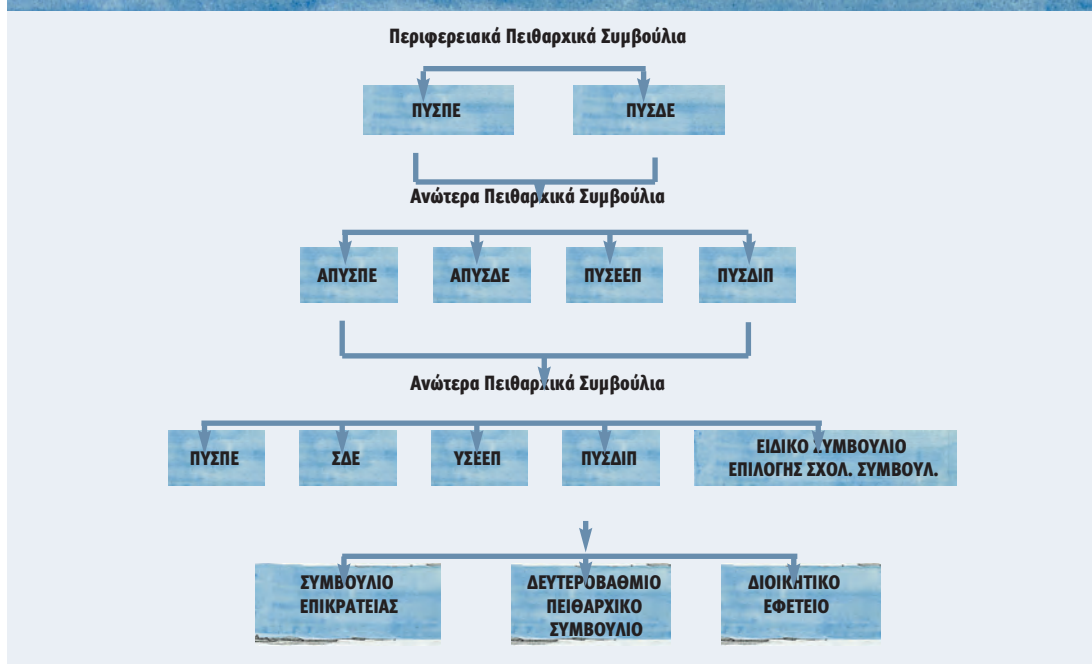 Περιφερειακά Πειθαρχικά Συμβούλια
ΠΥΣΠΕ ΠΥΣΔΕ
Ανώτερα Πειθαρχικά Συμβούλια
ΑΠΥΣΠΕ ΑΠΥΣΔΕ ΠΥΣΕΕΠ ΠΥΣΔΙΠ
Ανώτερα Πειθαρχικά Συμβούλια
ΠΥΣΠΕ ΣΔΕ ΥΣΕΕΠ ΠΥΣΔΙΠ
ΕΙΔΙΚΟ ΣΥΜΒΟΥΛΙΟ
ΕΠΙΛΟΓΗΣ ΣΧΟΛ. ΣΥΜΒΟΥΛ.
ΣΥΜΒΟΥΛΙΟ
ΕΠΙΚΡΑΤΕΙΑΣ
ΔΕΥΤΕΡΟΒΑΘΜΙΟ
ΠΕΙΘΑΡΧΙΚΟ
ΣΥΜΒΟΥΛΙΟ
ΔΙΟΙΚΗΤΙΚΟ
ΕΦΕΤΕΙΟ